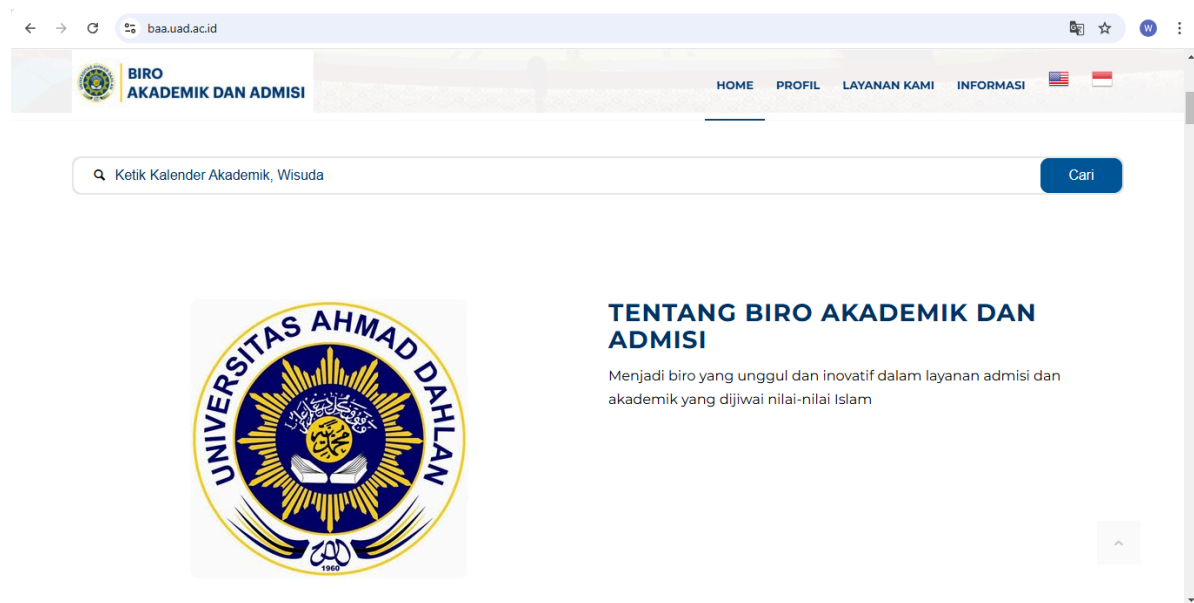 baa.uad.ac.id
W
BIRO
AKADEMIK DAN ADMISI
HOME PROFIL LAYANAN KAMI INFORMASI
Ketik Kalender Akademik, Wisuda
Cari
UNIVERSITAS AHMAD DAHLAN
1960
TENTANG BIRO AKADEMIK DAN
ADMISI
Menjadi biro yang unggul dan inovatif dalam layanan admisi dan
akademik yang dijiwai nilai-nilai Islam